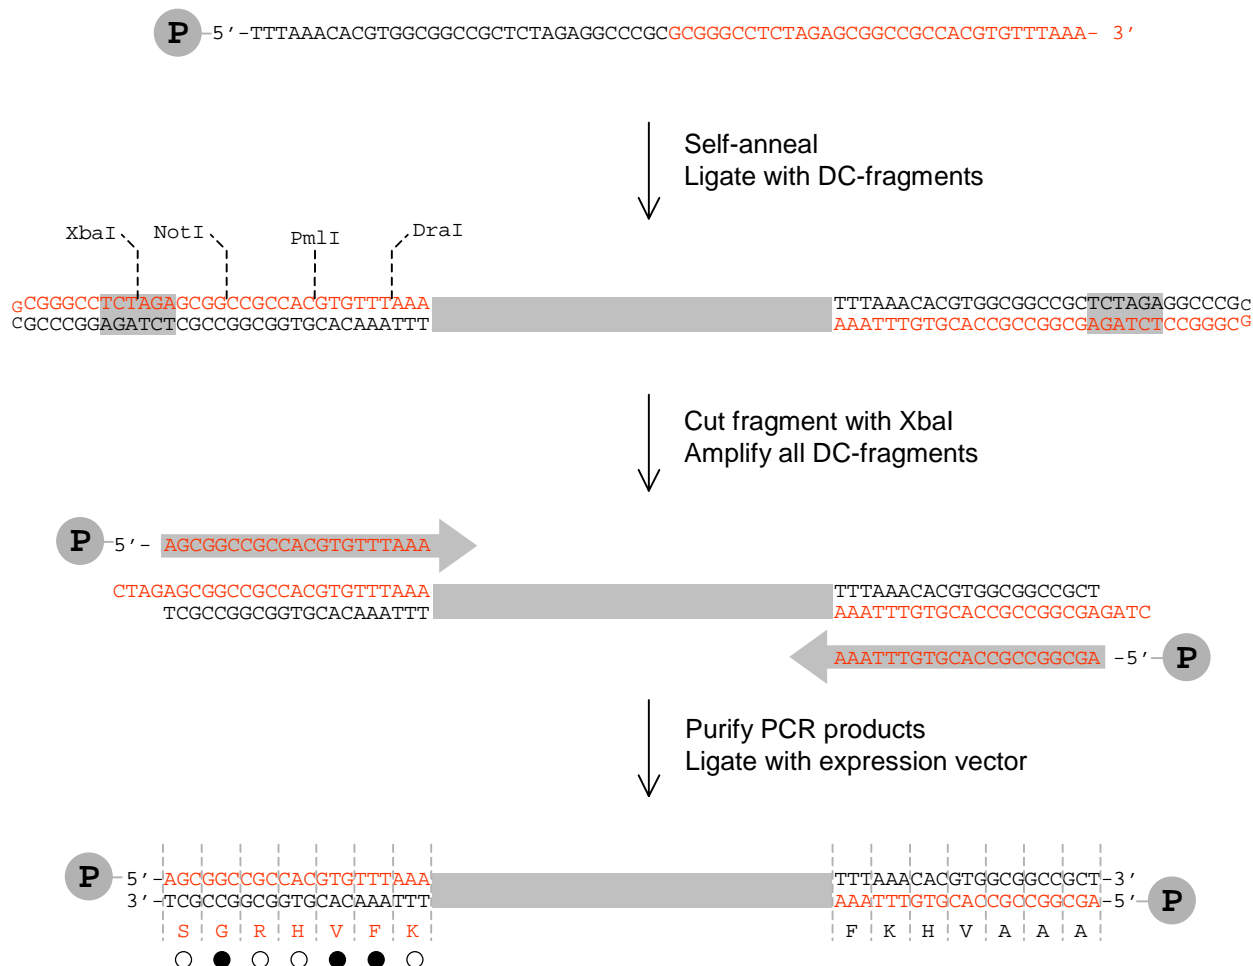 P 5'-TTTAAACACGTGGCGGCCGCTCTAGAGGCCCGCGCGGGCCTCTAGAGCGGCCGCCACGTGTTTAAA- 3'
Self-anneal
Ligate with DC-fragments
XbaI NotI PmlI DraI
GCGGGCCTCTAGAGCGGCCGCCACGTGTTTAAA TTTAAACACGTGGCGGCCGCTCTAGAGGCCCGC
CGCCCGGAGATCTCGCCGGCGGTGCACAAATTT AAATTTGTGCACCGCCGGCGAGATCTCCGGGCG
Cut fragment with XbaI
Amplify all DC-fragments
P 5'- AGCGGCCGCCACGTGTTTAAA
CTAGAGCGGCCGCCACGTGTTTAAA TTTAAACACGTGGCGGCCGCT
TCGCCGGCGGTGCACAAATTT AAATTTGTGCACCGCCGGCGAGATC
AAATTTGTGCACCGCCGGCGA -5' P
Purify PCR products
Ligate with expression vector
P 5'-AGCGGCCGCCACGTGTTTAAA TTTAAACACGTGGCGGCCGCT-3'
3'-TCGCCGGCGGTGCACAAATTT AAATTTGTGCACCGCCGGCGA-5' P
S G R H V F K F K H V A A A